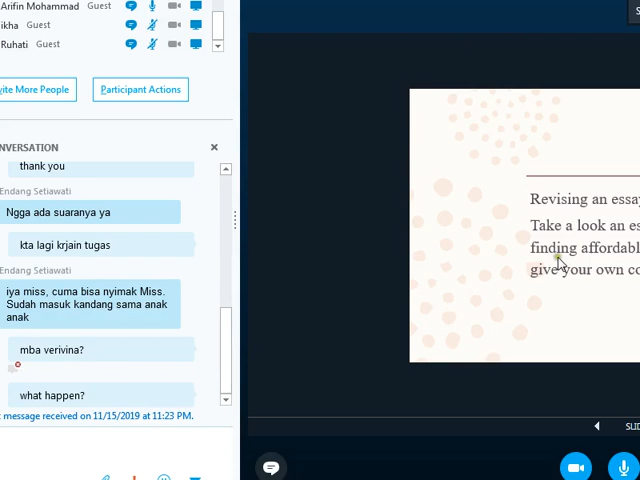 Arifin Mohammad Guest
ikha Guest
Ruhati Guest
vite More People
Participant Actions
NVERSATION
thank you
Endang Setiawati
Ngga ada suaranya ya
kta lagi krjain tugas
Endang Setiawati
iya miss, cuma bisa nyimak Miss.
Sudah masuk kandang sama anak
anak
mba verivina?
what happen?
message received on 11/15/2019 at 11:23 PM.
Revising an essay
Take a look an es
finding affordabl
give your own co
SLID